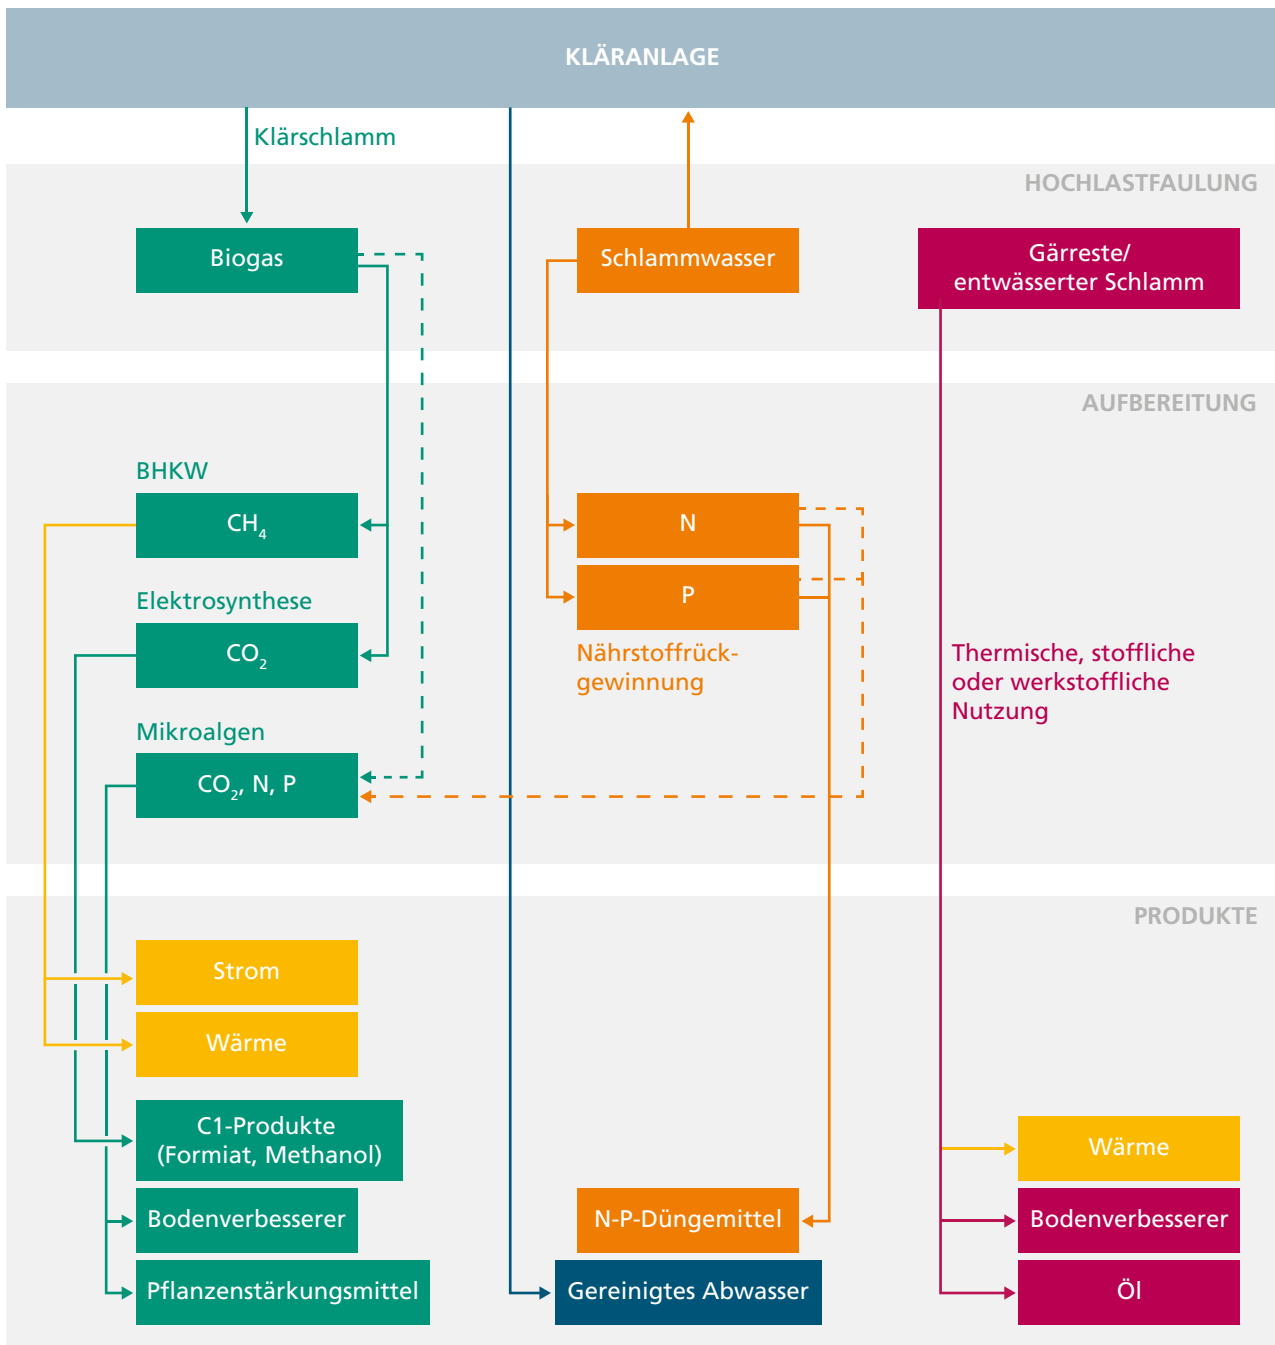 KLÄRANLAGE
Klärschlamm
HOCHLASTFAULUNG
Biogas
Schlammwasser
Gärreste/
entwässerter Schlamm
AUFBEREITUNG
BHKW
CH₄
N
Elektrosynthese
P
CO₂
Nährstoffrück-
gewinnung
Thermische, stoffliche
oder werkstoffliche
Nutzung
Mikroalgen
CO₂, N, P
PRODUKTE
Strom
Wärme
C1-Produkte
(Formiat, Methanol)
Wärme
Bodenverbesserer
N-P-Düngemittel
Bodenverbesserer
Pflanzenstärkungsmittel
Gereinigtes Abwasser
Öl